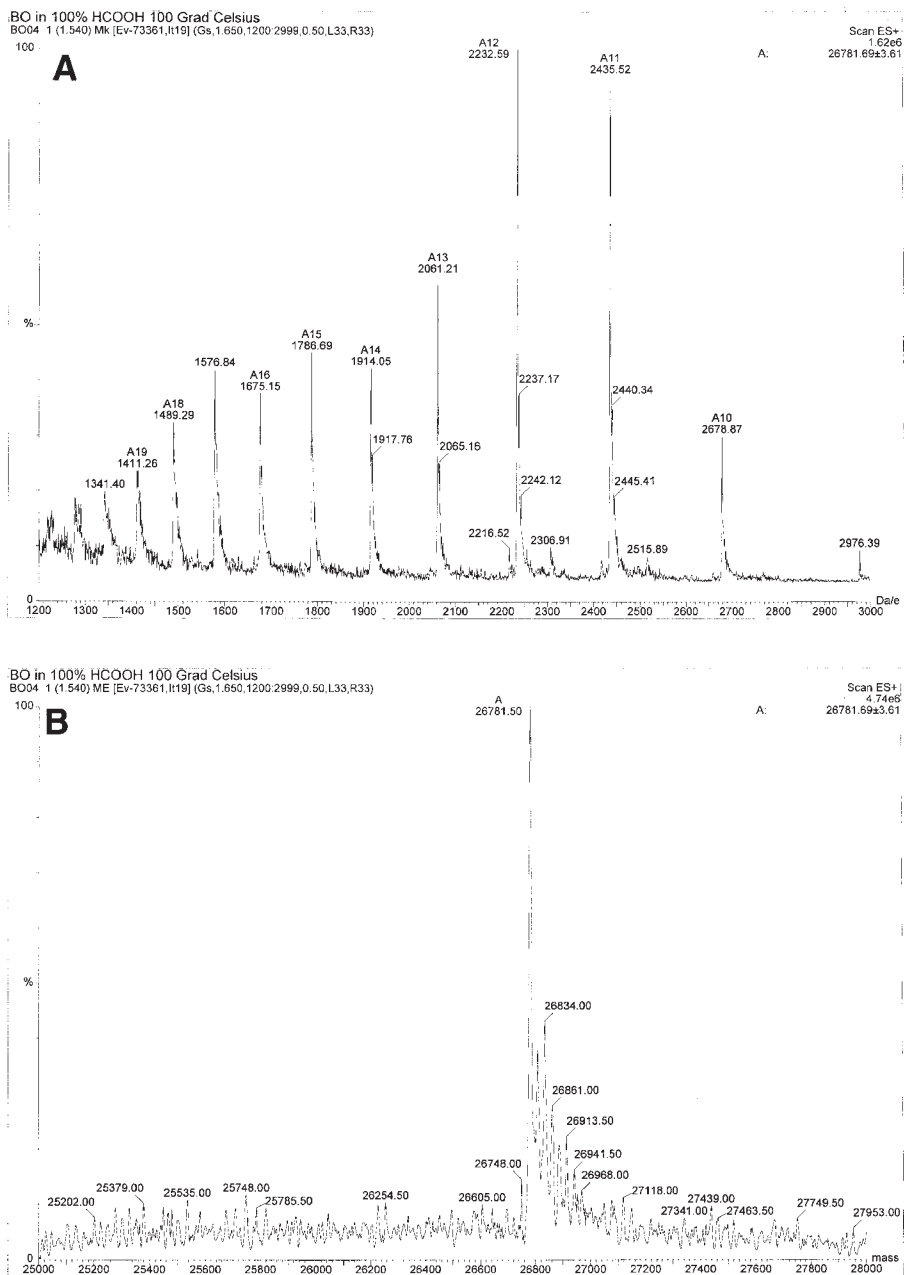 BO in 100% HCOOH 100 Grad Celsius
BO04 1 (1.540) Mk [Ev-73361,It19] (Gs,1.650,1200:2999,0.50,L33,R33)
Scan ES+
1.62e6
A: 26781.69±3.61
100
A
A12
2232.59
A11
2435.52
A13
2061.21
%
A15
1786.69
A14
1914.05
1576.84
A16
1675.15
2237.17
2440.34
A18
1489.29
A10
2678.87
A19
1411.26
1917.76
2065.16
1341.40
2242.12
2445.41
2216.52
2306.91
2515.89
2976.39
0
1200 1300 1400 1500 1600 1700 1800 1900 2000 2100 2200 2300 2400 2500 2600 2700 2800 2900 3000
Da/e
BO in 100% HCOOH 100 Grad Celsius
BO04 1 (1.540) ME [Ev-73361,It19] (Gs,1.650,1200:2999,0.50,L33,R33)
Scan ES+
4.74e6
A: 26781.69±3.61
100
B
A
26781.50
%
26834.00
26861.00
26913.50
26748.00
26941.50
26968.00
25202.00
25379.00
25535.00
25748.00
25785.50
26254.50
26605.00
27118.00
27341.00
27439.00
27463.50
27749.50
27953.00
0
25000 25200 25400 25600 25800 26000 26200 26400 26600 26800 27000 27200 27400 27600 27800 28000
mass